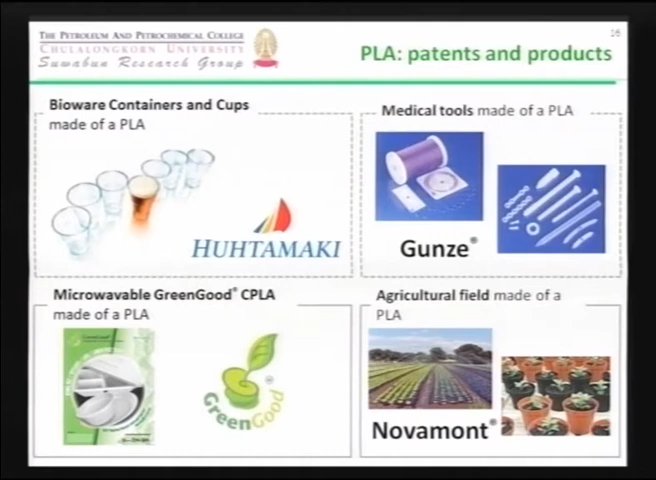 THE PETROLEUM AND PETROCHEMICAL COLLEGE
CHULALONGKORN UNIVERSITY
Suwabun Research Group
16
PLA: patents and products
Bioware Containers and Cups
made of a PLA
HUHTAMAKI
Medical tools made of a PLA
Gunze®
Microwavable GreenGood® CPLA
made of a PLA
GreenGood®
Agricultural field made of a
PLA
Novamont®